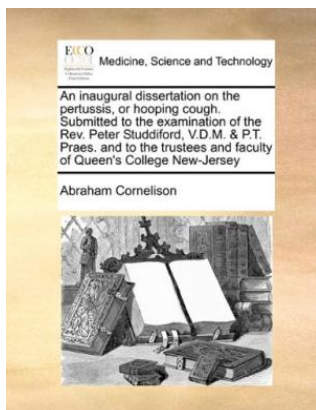 ECCO
Medicine, Science and Technology
An inaugural dissertation on the
pertussis, or hooping cough.
Submitted to the examination of the
Rev. Peter Studdiford, V.D.M. & P.T.
Praes. and to the trustees and faculty
of Queen's College New-Jersey
Abraham Cornelison